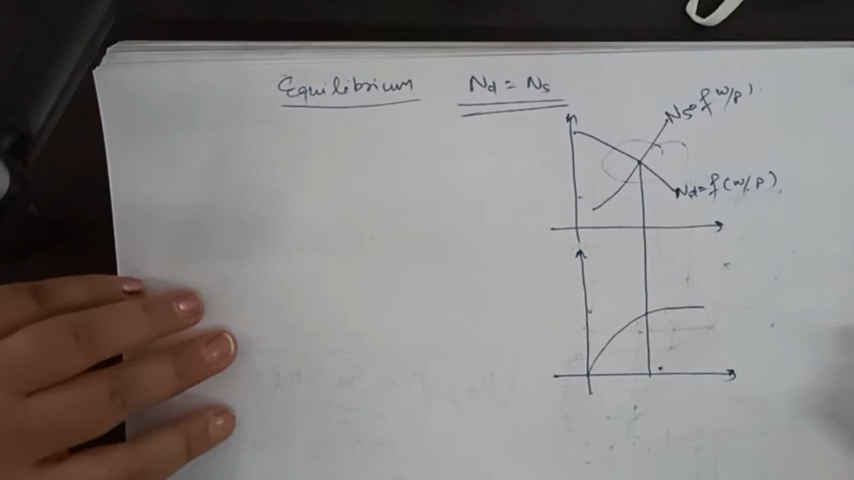 Equilibrium Nd = Ns
Ns = f(w/p)
Nd = f(w/p)